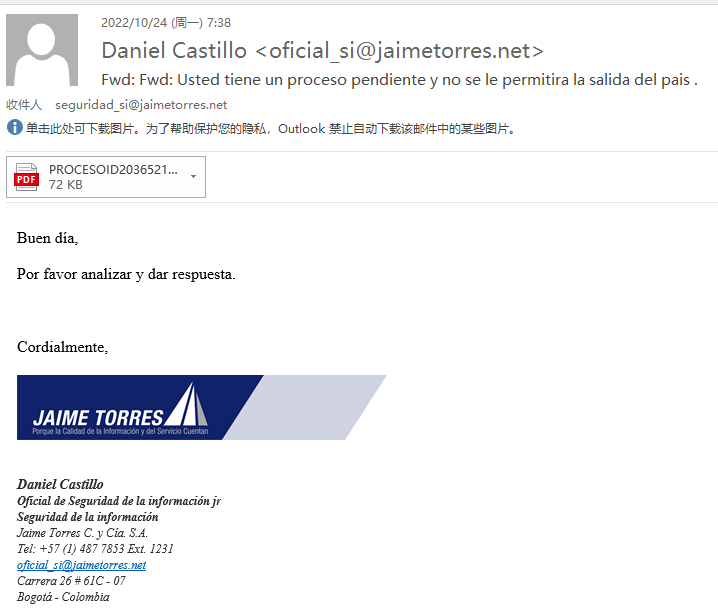 2022/10/24 (周一) 7:38
Daniel Castillo <oficial_si@jaimetorres.net>
Fwd: Fwd: Usted tiene un proceso pendiente y no se le permitira la salida del pais .
收件人 seguridad_si@jaimetorres.net
单击此处可下载图片。为了帮助保护您的隐私，Outlook 禁止自动下载该邮件中的某些图片。
PDF PROCESOID2036521...
72 KB
Buen día,
Por favor analizar y dar respuesta.
Cordialmente,
JAIME TORRES
Porque la Calidad de la Información y del Servicio Cuentan
Daniel Castillo
Oficial de Seguridad de la información jr
Seguridad de la información
Jaime Torres C. y Cía. S.A.
Tel: +57 (1) 487 7853 Ext. 1231
oficial_si@jaimetorres.net
Carrera 26 # 61C - 07
Bogotá - Colombia